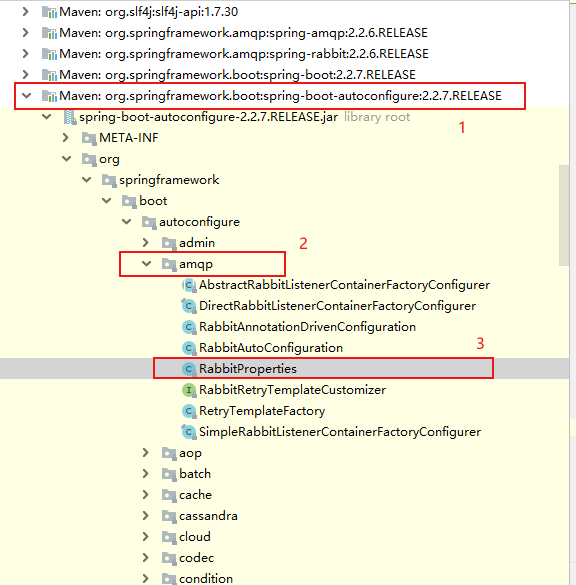 Maven: org.slf4j:slf4j-api:1.7.30
Maven: org.springframework.amqp:spring-amqp:2.2.6.RELEASE
Maven: org.springframework.amqp:spring-rabbit:2.2.6.RELEASE
Maven: org.springframework.boot:spring-boot:2.2.7.RELEASE
Maven: org.springframework.boot:spring-boot-autoconfigure:2.2.7.RELEASE
1
spring-boot-autoconfigure-2.2.7.RELEASE.jar library root
META-INF
org
springframework
boot
autoconfigure
admin
2
amqp
AbstractRabbitListenerContainerFactoryConfigurer
DirectRabbitListenerContainerFactoryConfigurer
RabbitAnnotationDrivenConfiguration
RabbitAutoConfiguration
3
RabbitProperties
RabbitRetryTemplateCustomizer
RetryTemplateFactory
SimpleRabbitListenerContainerFactoryConfigurer
aop
batch
cache
cassandra
cloud
codec
condition